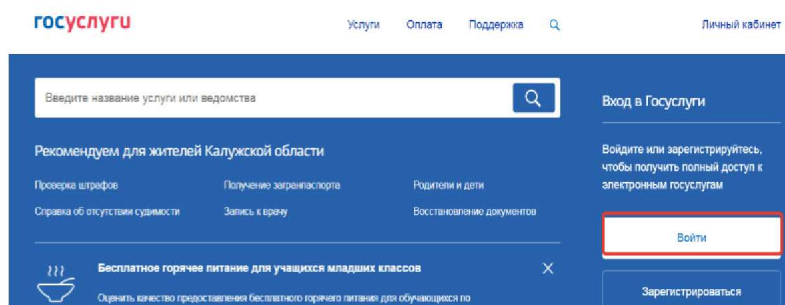 госуслуги
Услуги Оплата Поддержка
Личный кабинет
Введите название услуги или ведомства
Рекомендуем для жителей Калужской области
Проверка штрафов
Получение загранпаспорта
Родители и дети
Справка об отсутствии судимости
Запись к врачу
Восстановление документов
Бесплатное горячее питание для учащихся младших классов
Оценить качество предоставления бесплатного горячего питания для обучающихся по
Вход в Госуслуги
Войдите или зарегистрируйтесь,
чтобы получить полный доступ к
электронным госуслугам
Войти
Зарегистрироваться